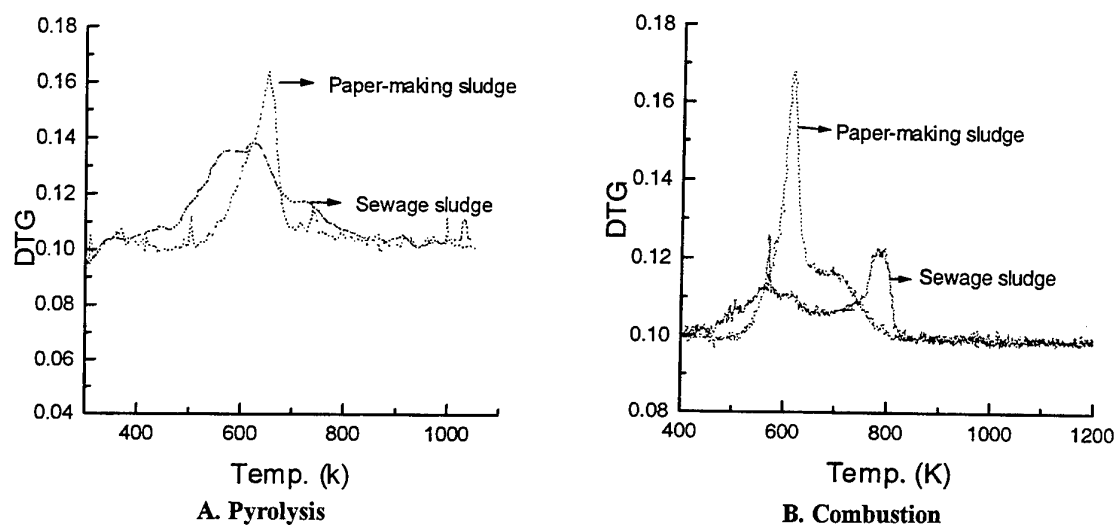 0.18
0.16
0.14
0.12
0.10
0.08
0.06
0.04
DTG
Paper-making sludge
Sewage sludge
400
600
800
1000
Temp. (k)
A. Pyrolysis
0.18
0.16
0.14
0.12
0.10
0.08
DTG
Paper-making sludge
Sewage sludge
400
600
800
1000
1200
Temp. (K)
B. Combustion